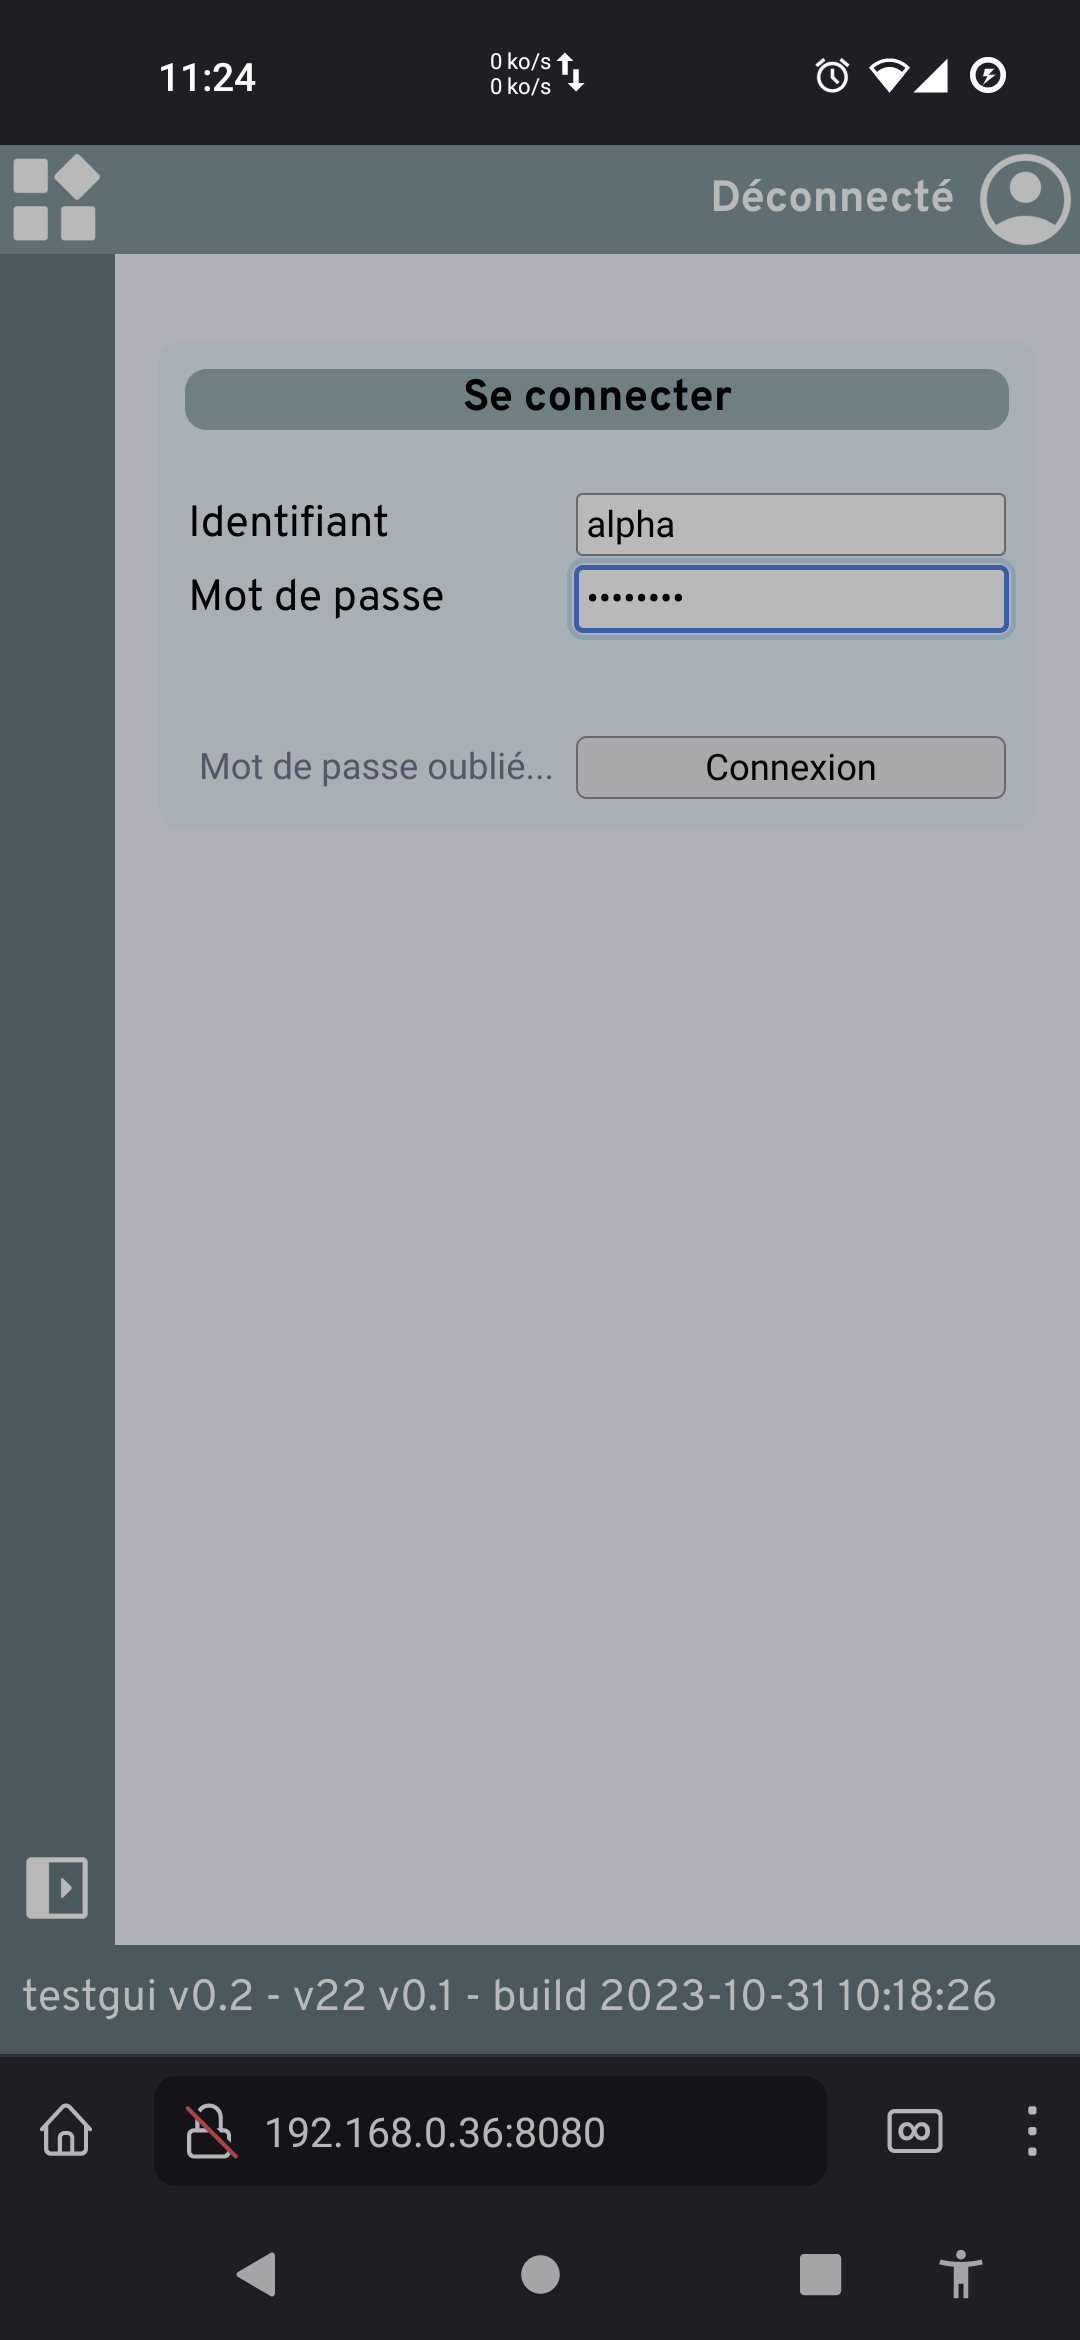 11:24
0 ko/s
0 ko/s
Déconnecté
Se connecter
Identifiant
alpha
Mot de passe
••••••••
Mot de passe oublié...
Connexion
testgui v0.2 - v22 v0.1 - build 2023-10-31 10:18:26
192.168.0.36:8080
∞